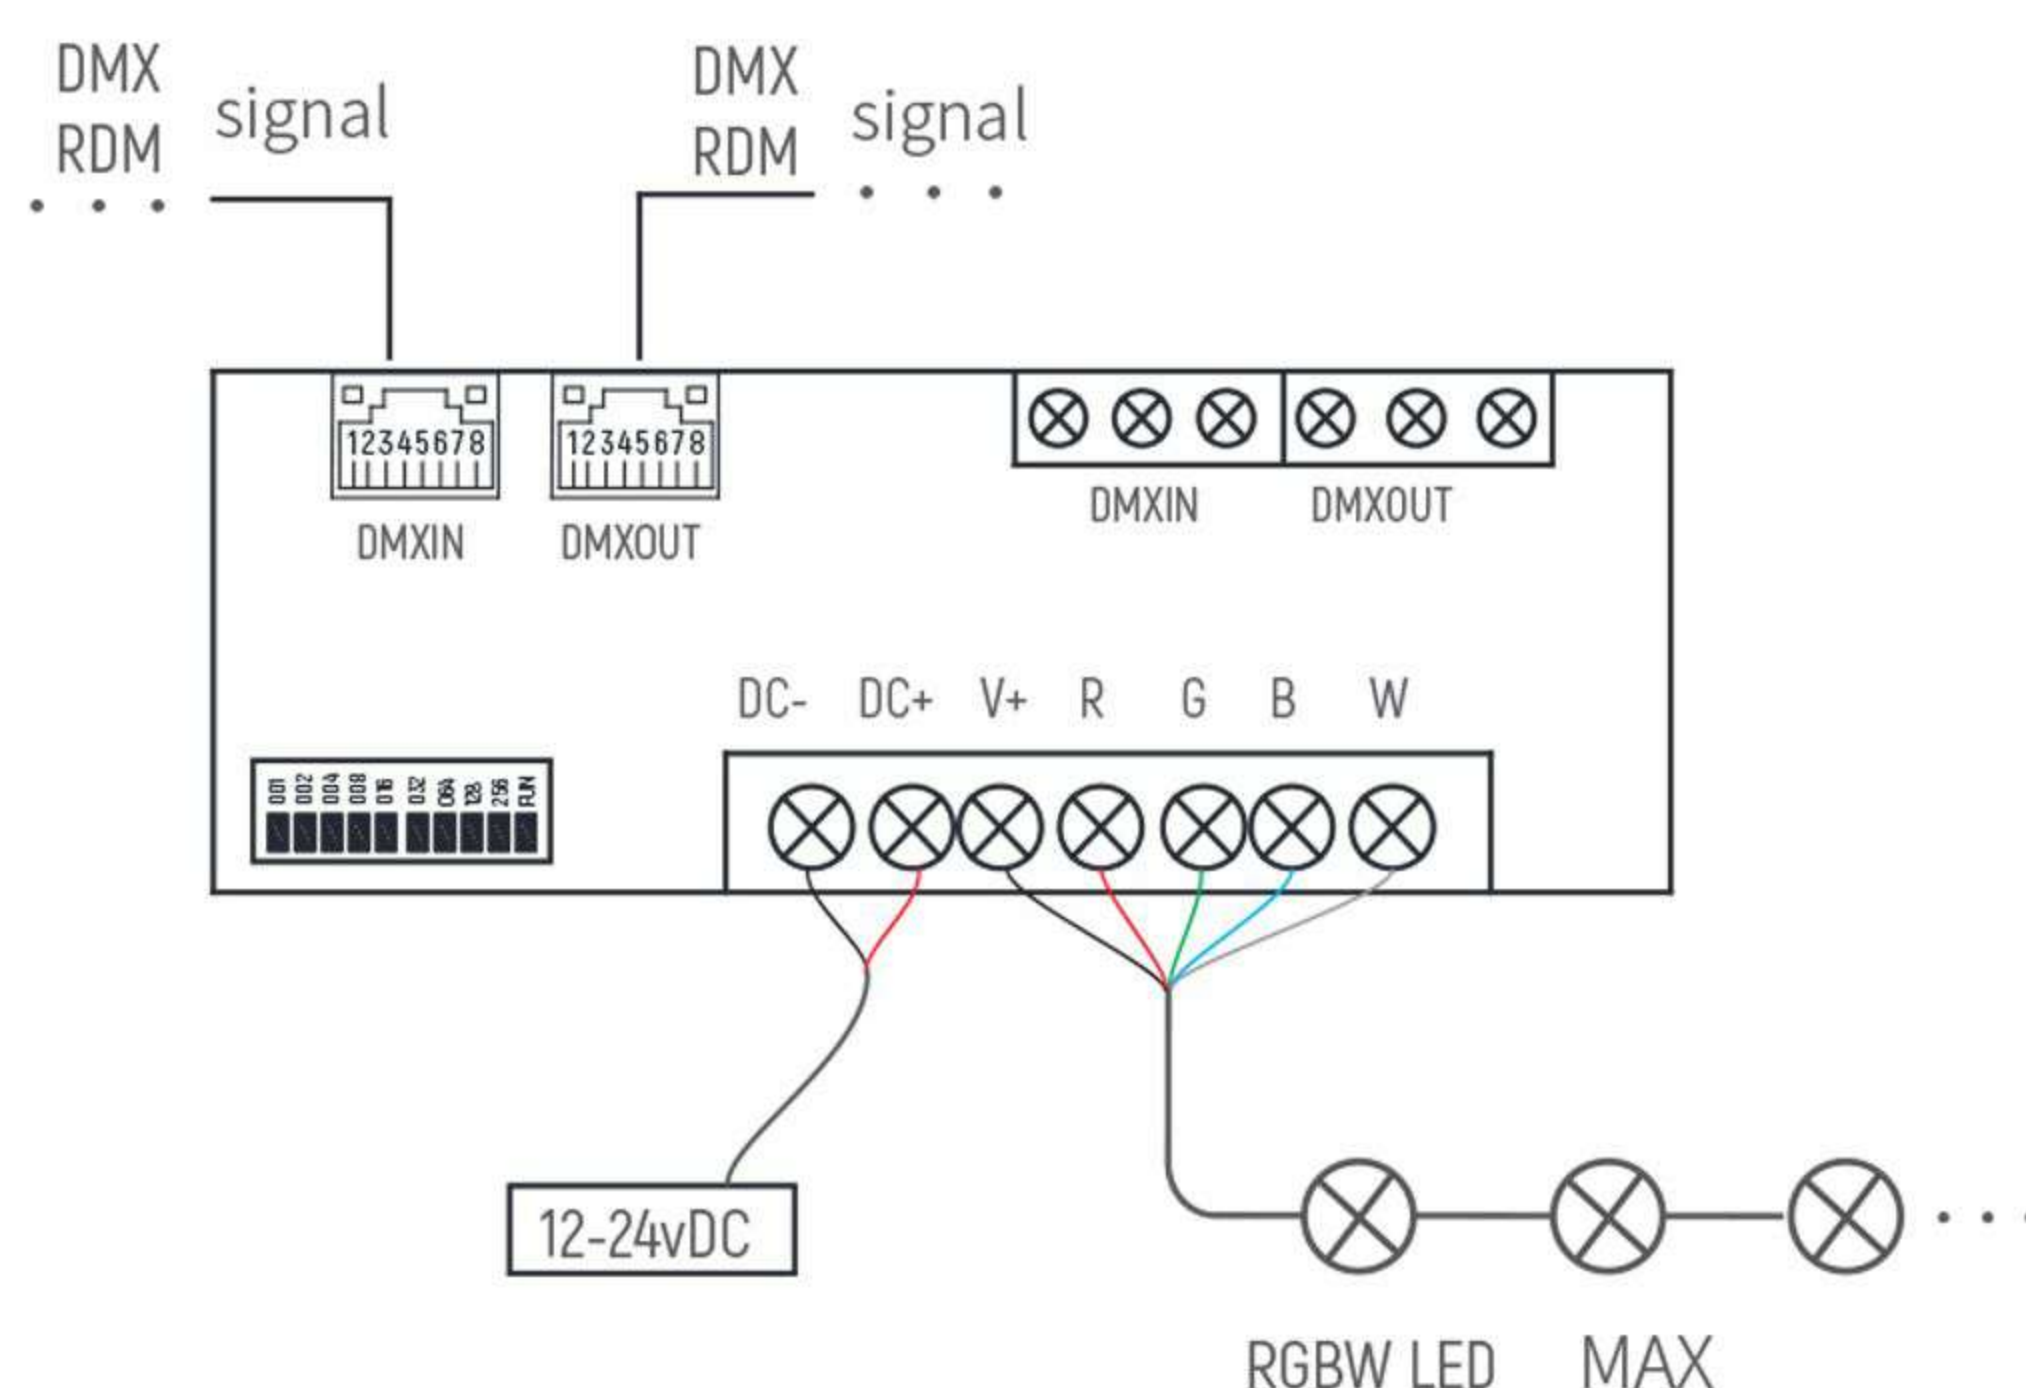 DMX
RDM
signal
DMX
RDM
signal
12345678
12345678
DMXIN
DMXOUT
DMXIN
DMXOUT
DC-
DC+
V+
R
G
B
W
001
002
004
008
016
032
064
128
256
FUN
12-24vDC
RGBW LED
MAX